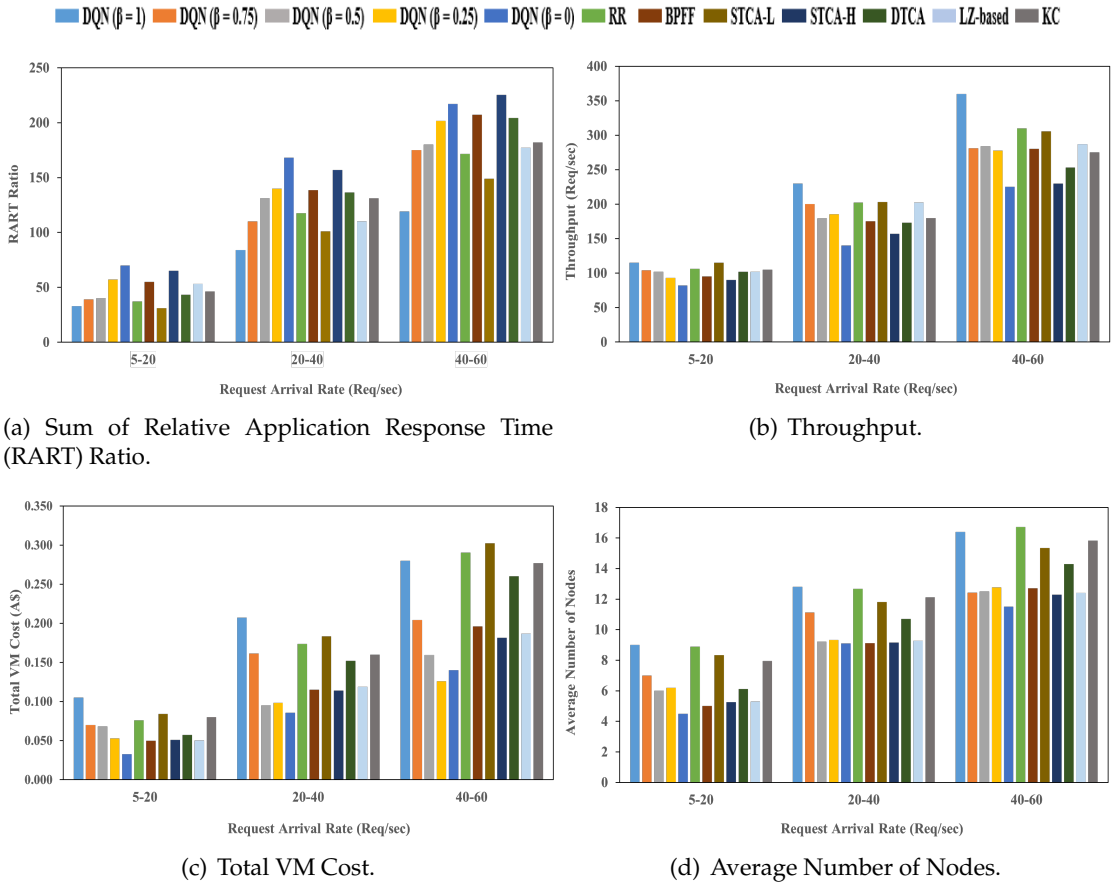 DQN (β = 1) DQN (β = 0.75) DQN (β = 0.5) DQN (β = 0.25) DQN (β = 0) RR BPFF STCA-L STCA-H DTCA LZ-based KC
250
200
150
100
50
0
RART Ratio
5-20 20-40 40-60
Request Arrival Rate (Req/sec)
(a) Sum of Relative Application Response Time
(RART) Ratio.
400
350
300
250
200
150
100
50
0
Throughput (Req/sec)
5-20 20-40 40-60
Request Arrival Rate (Req/sec)
(b) Throughput.
0.350
0.300
0.250
0.200
0.150
0.100
0.050
0.000
Total VM Cost (A$)
5-20 20-40 40-60
Request Arrival Rate (Req/sec)
(c) Total VM Cost.
18
16
14
12
10
8
6
4
2
0
Average Number of Nodes
5-20 20-40 40-60
Request Arrival Rate (Req/sec)
(d) Average Number of Nodes.